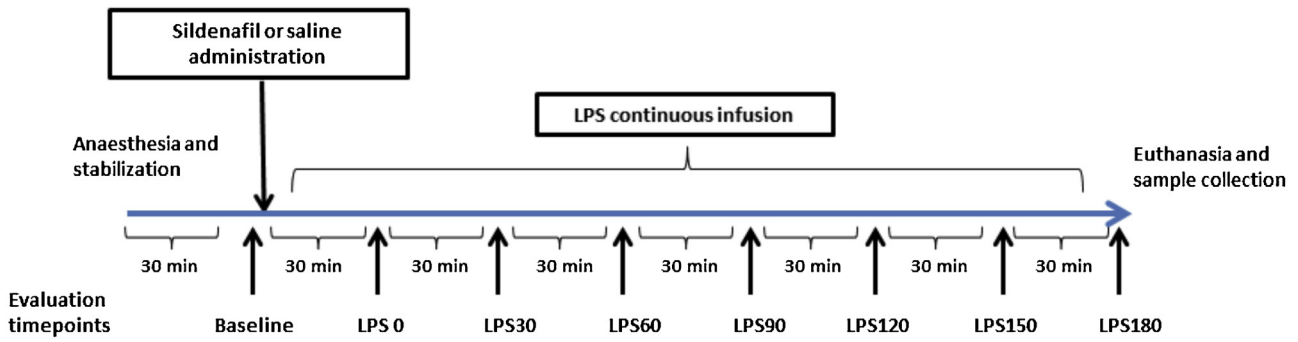 Sildenafil or saline
administration
LPS continuous infusion
Anaesthesia and
stabilization
Euthanasia and
sample collection
30 min
30 min
30 min
30 min
30 min
30 min
30 min
30 min
Evaluation
timepoints
Baseline
LPS 0
LPS30
LPS60
LPS90
LPS120
LPS150
LPS180